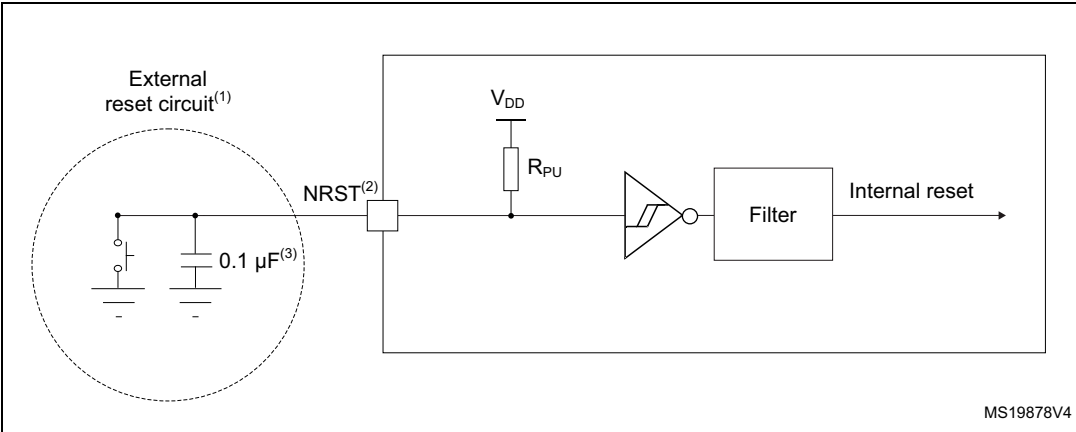 External
reset circuit(1)
VDD
RPU
NRST(2)
Internal reset
Filter
0.1 µF(3)
MS19878V4